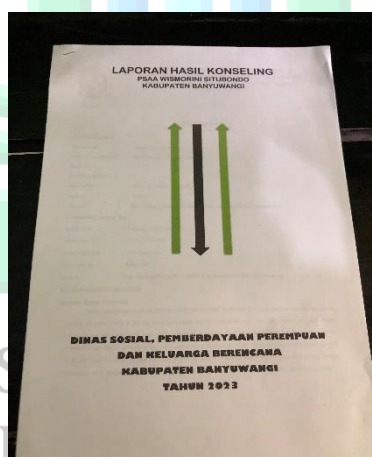 LAPORAN HASIL KONSELING
PSAA WISMORINI SITUBONDO
KABUPATEN BANYUWANGI
DINAS SOSIAL, PEMBERDAYAAN PEREMPUAN
DAN KELUARGA BERENCANA
KABUPATEN BANYUWANGI
TAHUN 2023